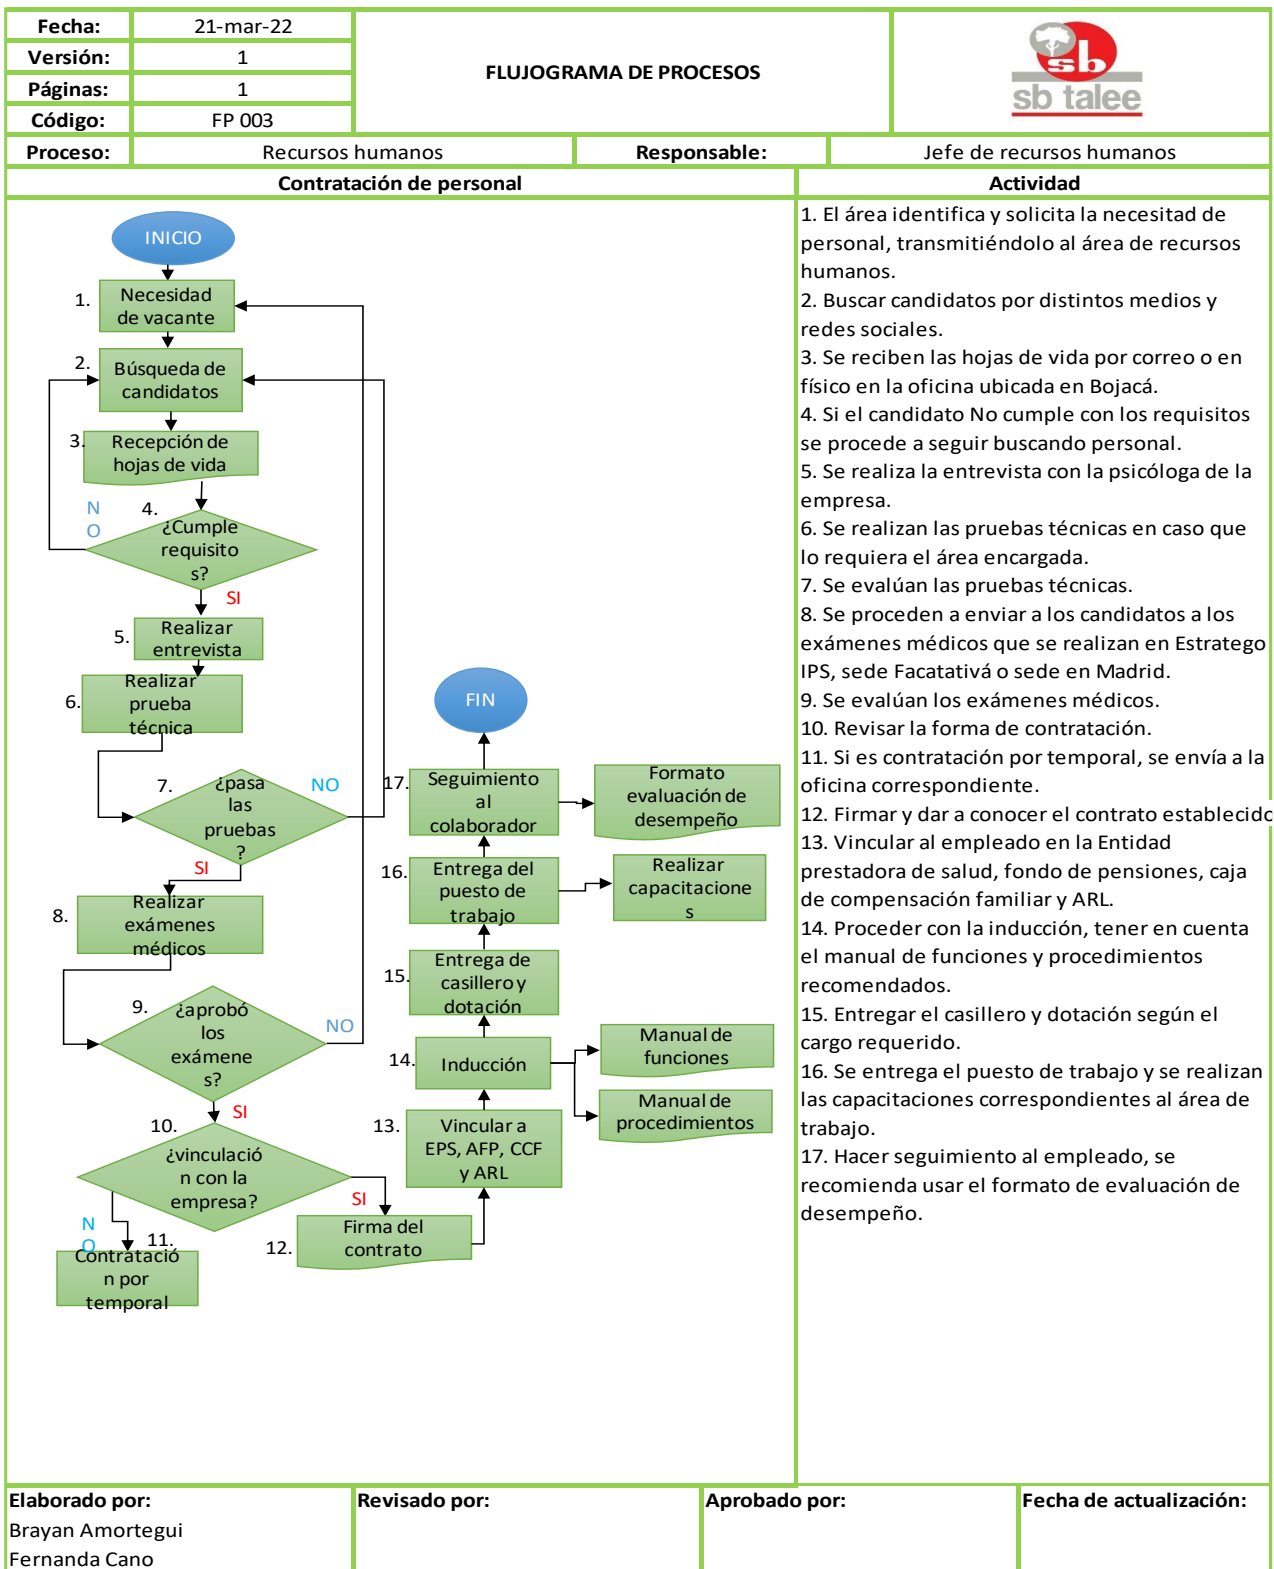 Fecha: 21-mar-22
Versión: 1
Páginas: 1
Código: FP 003
FLUJOGRAMA DE PROCESOS
sb
sb talee
Proceso: Recursos humanos Responsable: Jefe de recursos humanos
Contratación de personal
Actividad
INICIO
1.
Necesidad
de vacante
2.
Búsqueda de
candidatos
3.
Recepción de
hojas de vida
N
O
4.
¿Cumple
requisito
s?
SI
5.
Realizar
entrevista
6.
Realizar
prueba
técnica
7.
¿pasa
las
pruebas
?
NO
SI
8.
Realizar
exámenes
médicos
9.
¿aprobó
los
exámene
s?
NO
SI
10.
¿vinculació
n con la
empresa?
N
O
SI
11.
Contratació
n por
temporal
12.
Firma del
contrato
13.
Vincular a
EPS, AFP, CCF
y ARL
14.
Inducción
Manual de
funciones
Manual de
procedimientos
15.
Entrega de
casillero y
dotación
16.
Entrega del
puesto de
trabajo
Realizar
capacitacione
s
17.
Seguimiento
al
colaborador
Formato
evaluación de
desempeño
FIN
1. El área identifica y solicita la necesitad de
personal, transmitiéndolo al área de recursos
humanos.
2. Buscar candidatos por distintos medios y
redes sociales.
3. Se reciben las hojas de vida por correo o en
físico en la oficina ubicada en Bojacá.
4. Si el candidato No cumple con los requisitos
se procede a seguir buscando personal.
5. Se realiza la entrevista con la psicóloga de la
empresa.
6. Se realizan las pruebas técnicas en caso que
lo requiera el área encargada.
7. Se evalúan las pruebas técnicas.
8. Se proceden a enviar a los candidatos a los
exámenes médicos que se realizan en Estratego
IPS, sede Facatativá o sede en Madrid.
9. Se evalúan los exámenes médicos.
10. Revisar la forma de contratación.
11. Si es contratación por temporal, se envía a la
oficina correspondiente.
12. Firmar y dar a conocer el contrato establecido
13. Vincular al empleado en la Entidad
prestadora de salud, fondo de pensiones, caja
de compensación familiar y ARL.
14. Proceder con la inducción, tener en cuenta
el manual de funciones y procedimientos
recomendados.
15. Entregar el casillero y dotación según el
cargo requerido.
16. Se entrega el puesto de trabajo y se realizan
las capacitaciones correspondientes al área de
trabajo.
17. Hacer seguimiento al empleado, se
recomienda usar el formato de evaluación de
desempeño.
Elaborado por:
Brayan Amortegui
Fernanda Cano
Revisado por:
Aprobado por:
Fecha de actualización: